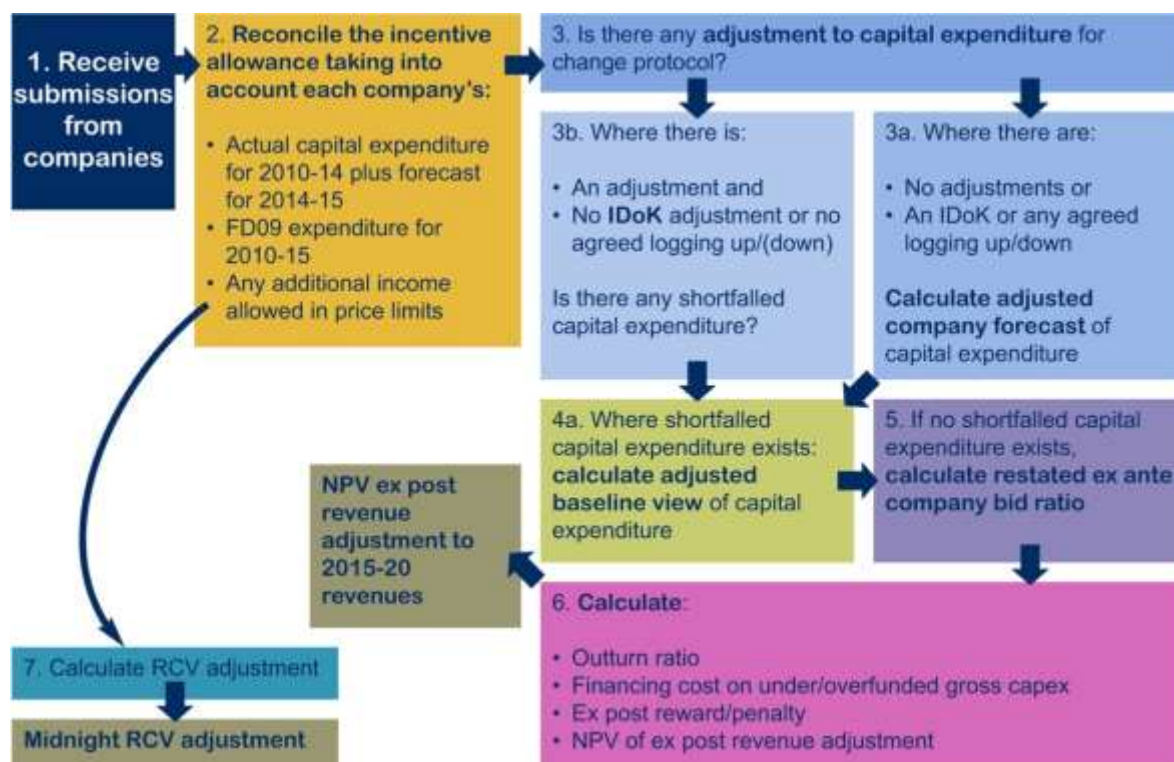 1. Receive
submissions
from
companies
2. Reconcile the incentive
allowance taking into
account each company's:
• Actual capital expenditure
for 2010-14 plus forecast
for 2014-15
• FD09 expenditure for
2010-15
• Any additional income
allowed in price limits
3. Is there any adjustment to capital expenditure for
change protocol?
3b. Where there is:
• An adjustment and
• No IDoK adjustment or no
agreed logging up/(down)
Is there any shortfalled
capital expenditure?
3a. Where there are:
• No adjustments or
• An IDoK or any agreed
logging up/down
Calculate adjusted
company forecast of
capital expenditure
4a. Where shortfalled
capital expenditure exists:
calculate adjusted
baseline view of capital
expenditure
5. If no shortfalled capital
expenditure exists,
calculate restated ex ante
company bid ratio
NPV ex post
revenue
adjustment to
2015-20
revenues
6. Calculate:
• Outturn ratio
• Financing cost on under/overfunded gross capex
• Ex post reward/penalty
• NPV of ex post revenue adjustment
7. Calculate RCV adjustment
Midnight RCV adjustment